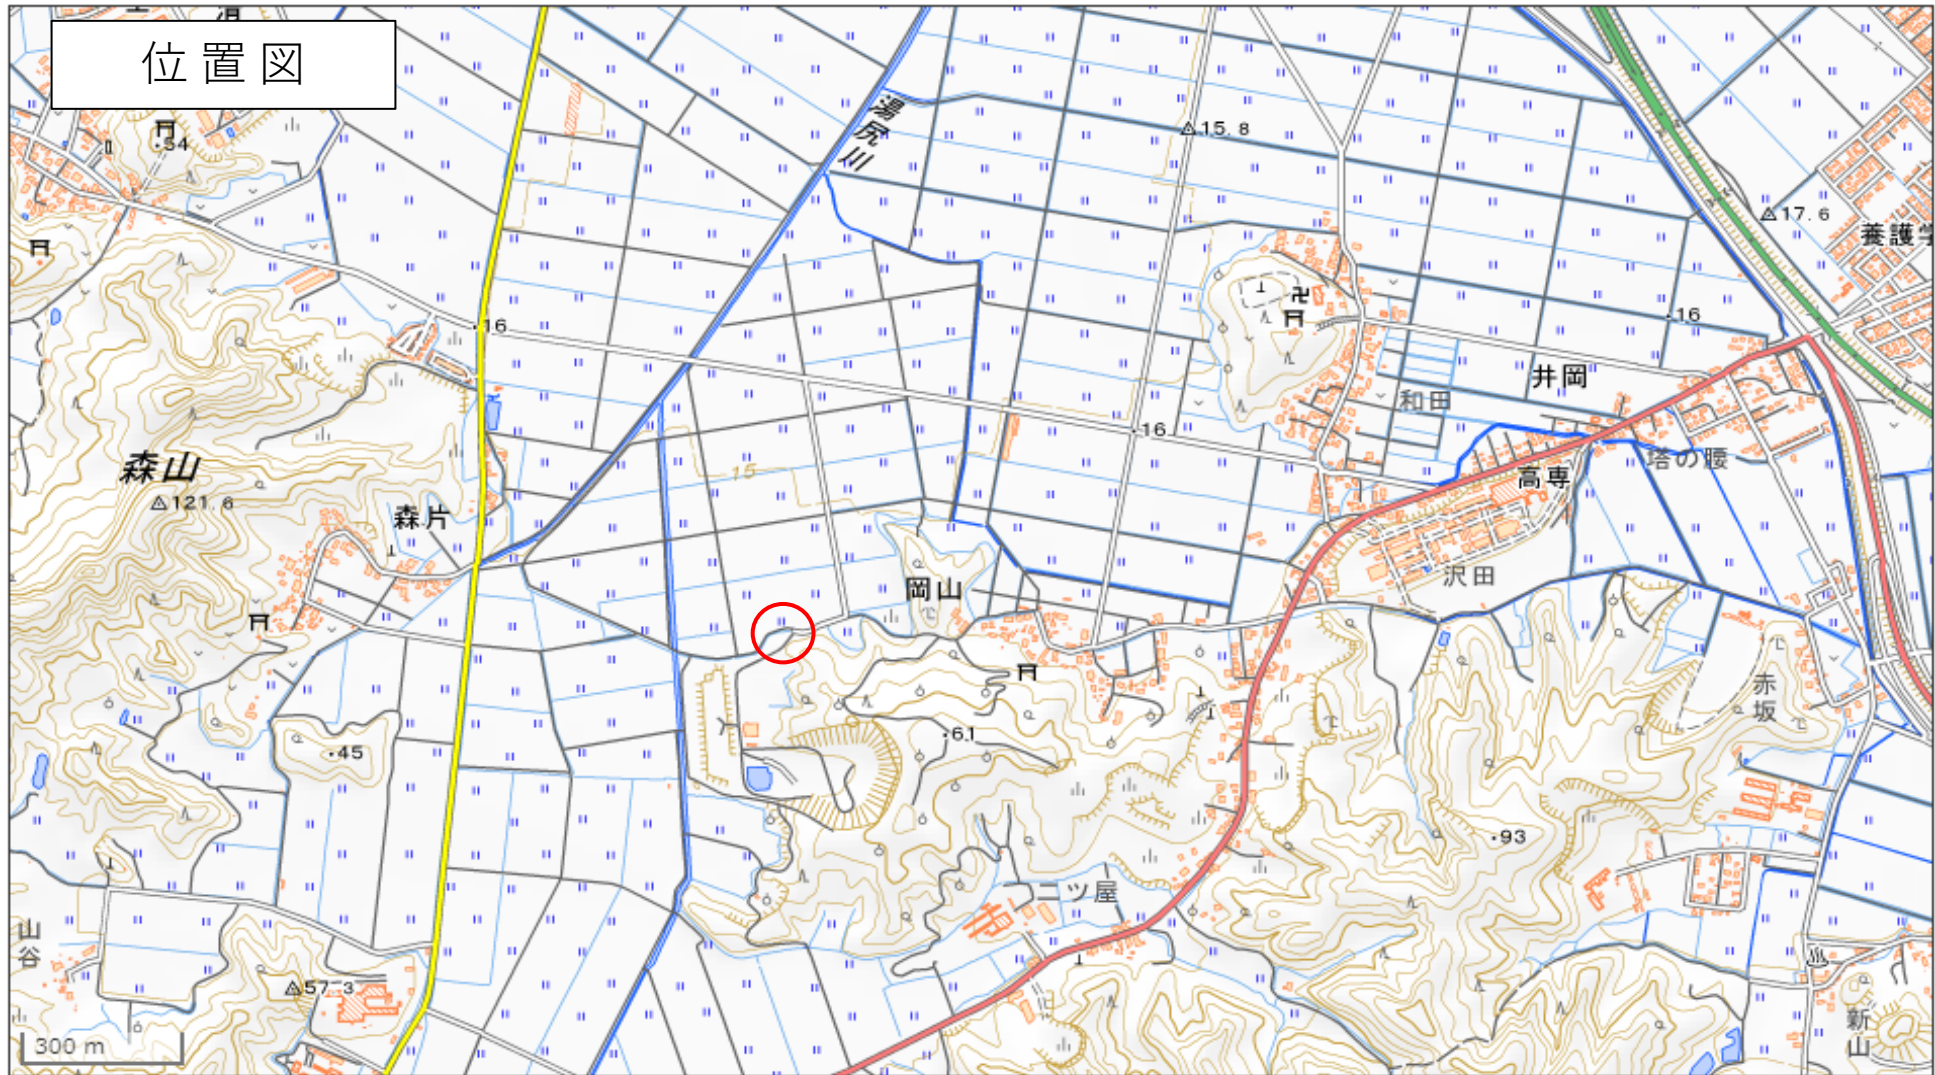 位置図
湯尻川
54
15.8
17.6
養護学
16
16
井岡
和田
16
森山
121.6
15
塔の腰
高専
森片
沢田
岡山
赤坂
61
45
93
二ツ屋
山谷
57.3
新山
300 m